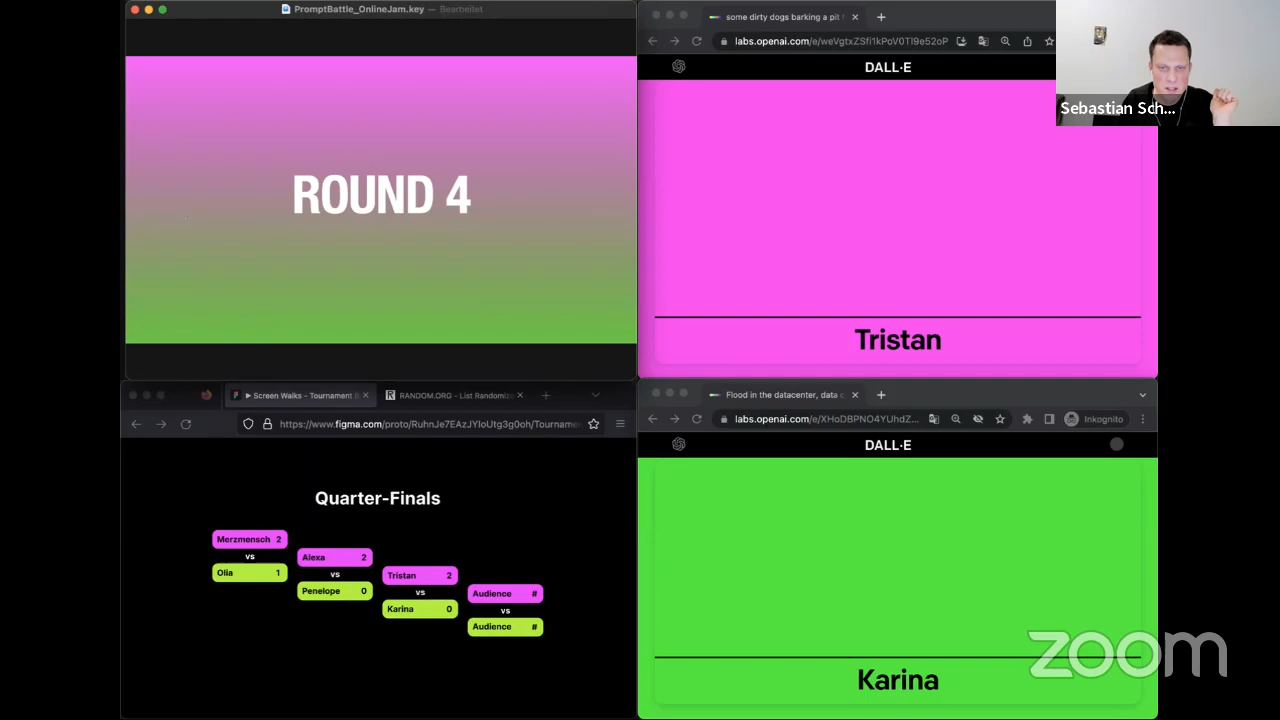 PromptBattle_OnlineJam.key — Bearbeitet
ROUND 4
some dirty dogs barking a pit
labs.openai.com/e/weVgtxZSfi1kPoV0Tl9e52oP
DALL·E
Tristan
Sebastian Sch...
Screen Walks - Tournament
RANDOM.ORG - List Randomiz
https://www.figma.com/proto/RuhnJe7EAzJYIoUtg3g0oh/Tourname
Quarter-Finals
Merzmensch 2
vs
Olia 1
Alexa 2
vs
Penelope 0
Tristan 2
vs
Karina 0
Audience #
vs
Audience #
Flood in the datacenter, data
labs.openai.com/e/XHoDBPNO4YUhdZ...
Inkognito
DALL·E
Karina
zoom